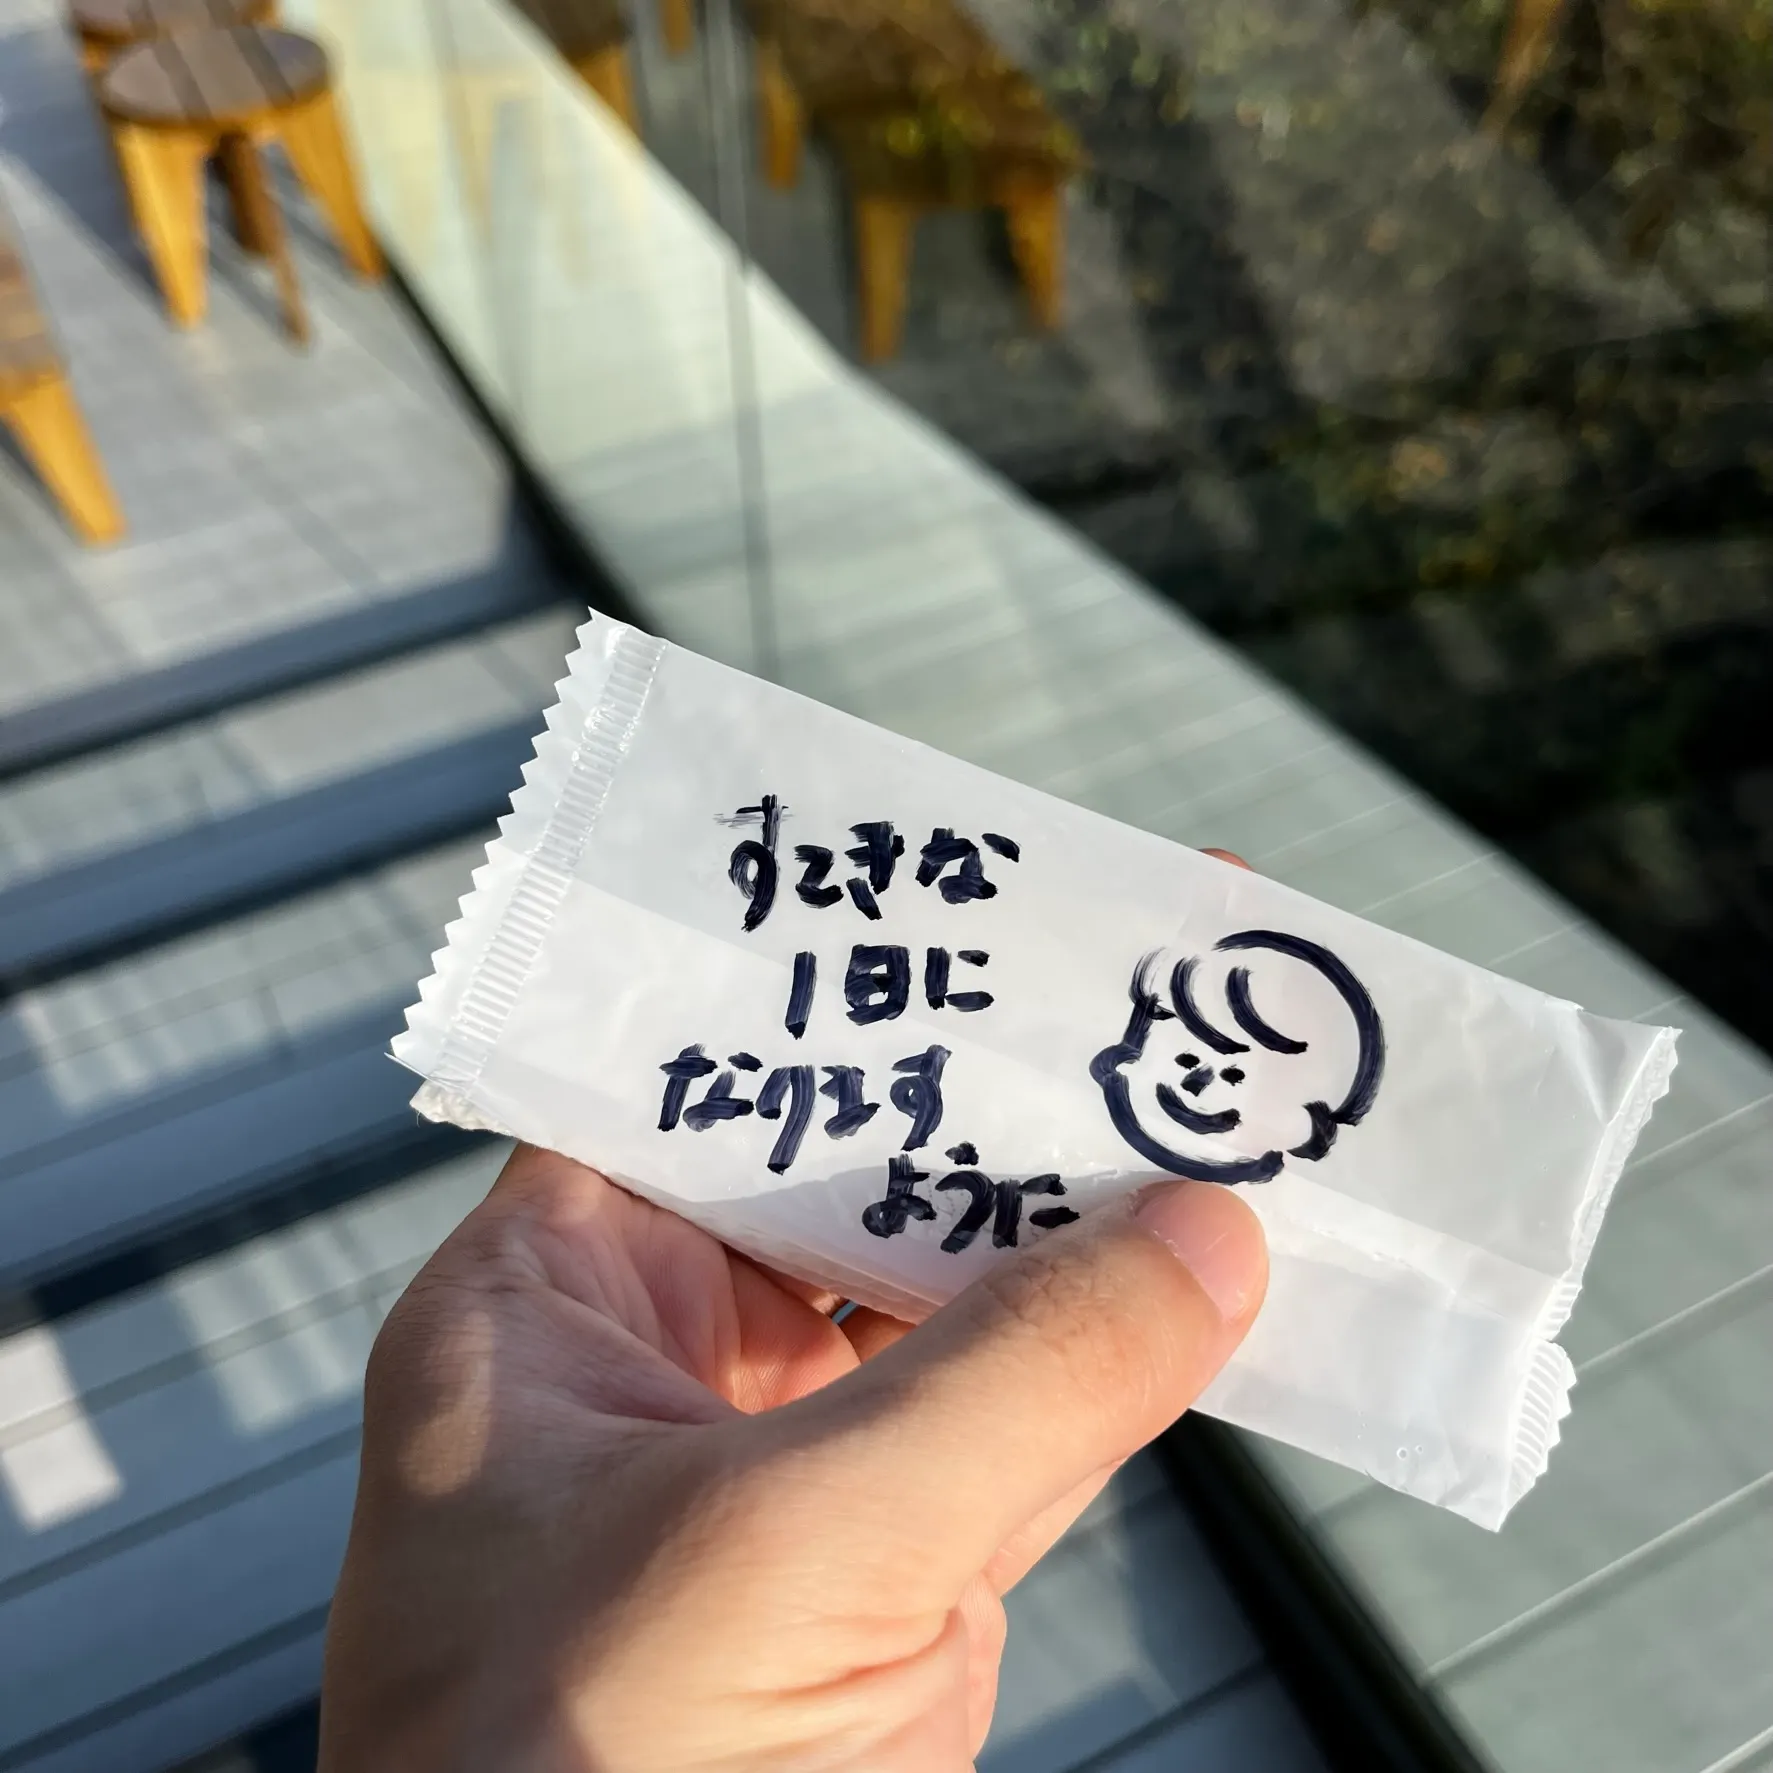 すてきな
1日に
なります
ように